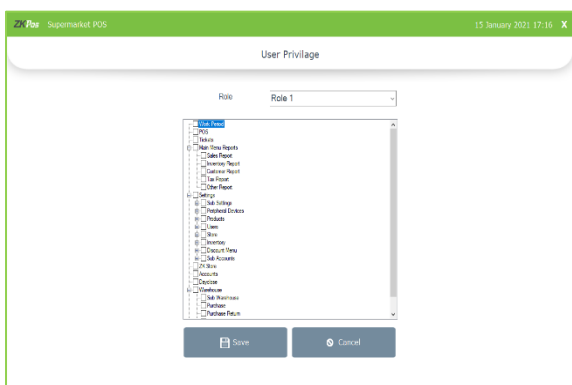 ZKPos Supermarket POS 15 January 2021 17:16 X
User Privilage
Role Role 1
Work Period
POS
Tickets
Main Menu Reports
Sales Report
Inventory Report
Customer Report
Tax Report
Other Report
Settings
Sub Settings
Peripheral Devices
Products
Users
Store
Inventory
Discount Menu
Sub Accounts
ZK Store
Accounts
Dayclose
Warehouse
Sub Warehouse
Purchase
Purchase Return
Save Cancel